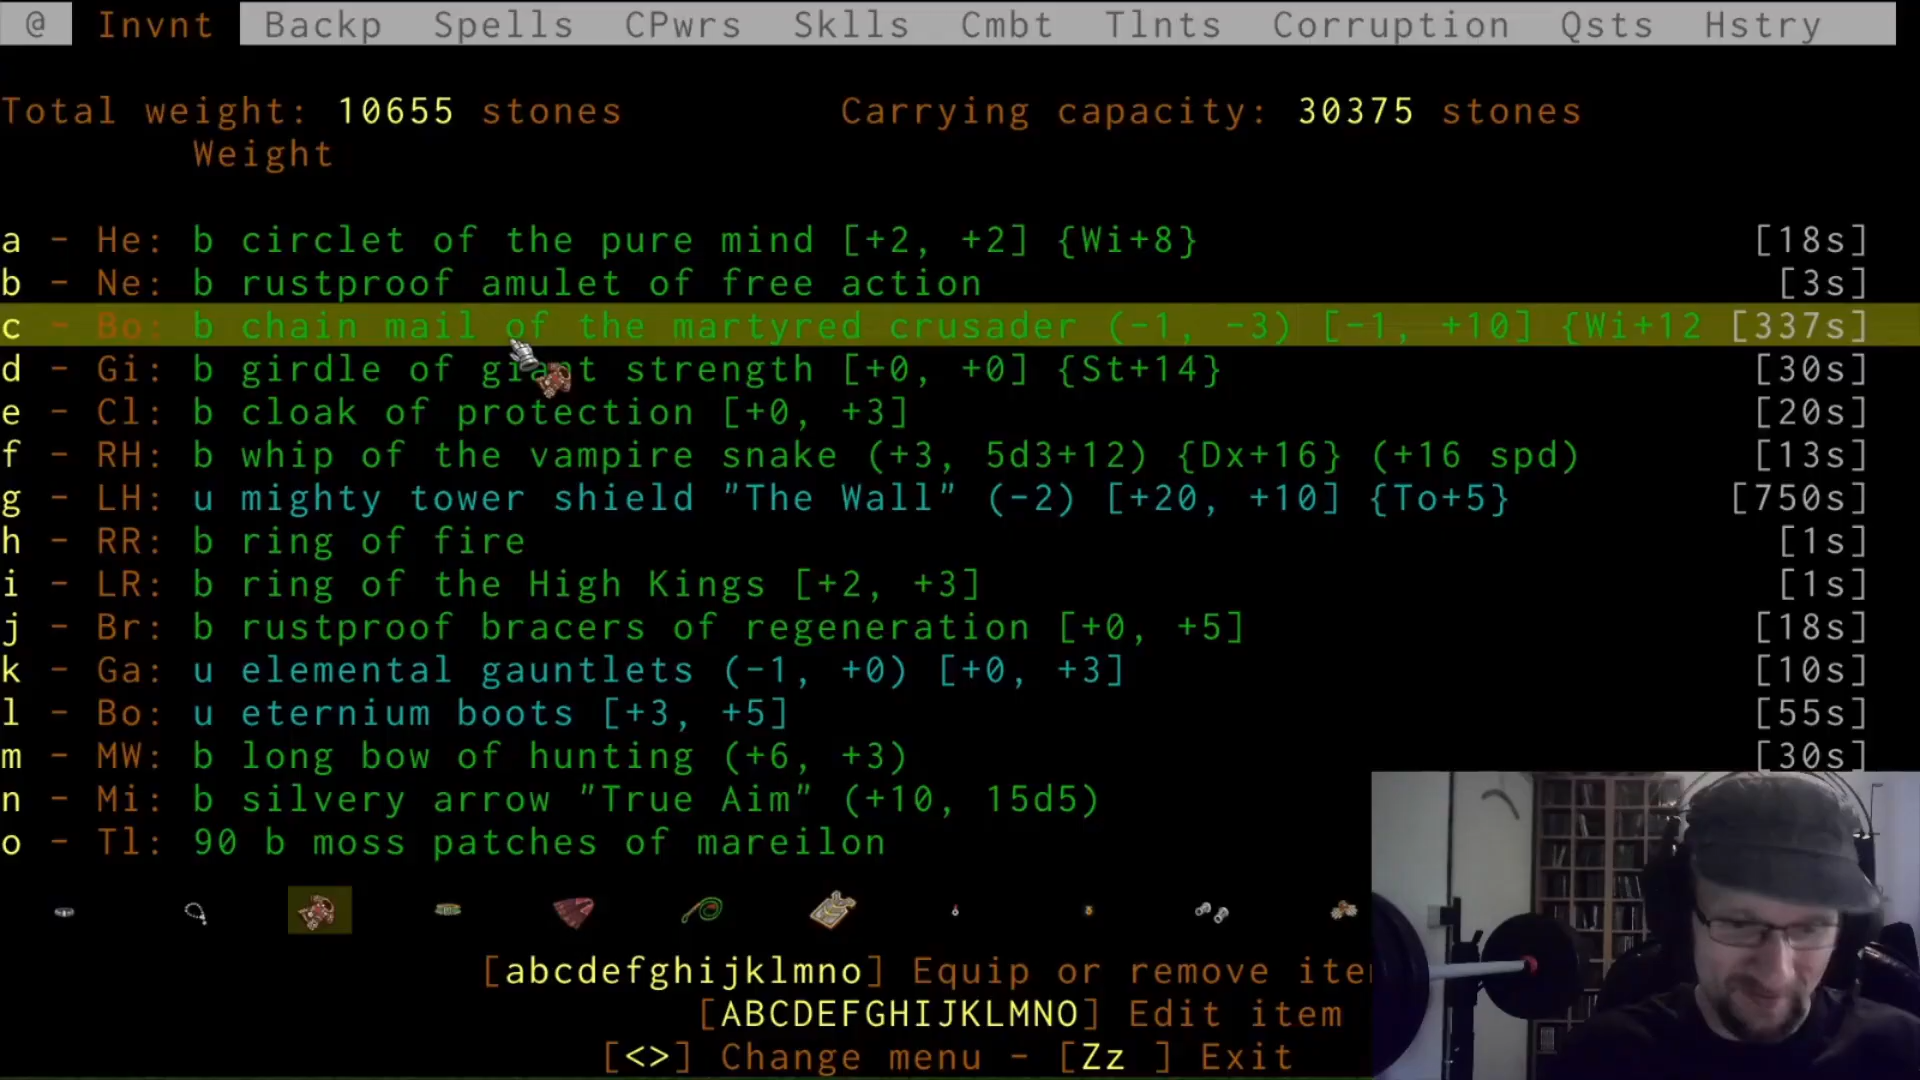 @ Invnt Backp Spells CPwrs Sklls Cmbt Tlnts Corruption Qsts Hstry
Total weight: 10655 stones Carrying capacity: 30375 stones
Weight
a - He: b circlet of the pure mind [+2, +2] {Wi+8} [18s]
b - Ne: b rustproof amulet of free action [3s]
c - Bo: b chain mail of the martyred crusader (-1, -3) [-1, +10] {Wi+12 [337s]
d - Gi: b girdle of giant strength [+0, +0] {St+14} [30s]
e - Cl: b cloak of protection [+0, +3] [20s]
f - RH: b whip of the vampire snake (+3, 5d3+12) {Dx+16} (+16 spd) [13s]
g - LH: u mighty tower shield "The Wall" (-2) [+20, +10] {To+5} [750s]
h - RR: b ring of fire [1s]
i - LR: b ring of the High Kings [+2, +3] [1s]
j - Br: b rustproof bracers of regeneration [+0, +5] [18s]
k - Ga: u elemental gauntlets (-1, +0) [+0, +3] [10s]
l - Bo: u eternium boots [+3, +5] [55s]
m - MW: b long bow of hunting (+6, +3) [30s]
n - Mi: b silvery arrow "True Aim" (+10, 15d5)
o - Tl: 90 b moss patches of mareilon
[abcdefghijklmno] Equip or remove ite
[ABCDEFGHIJKLMNO] Edit item
[<>] Change menu - [Zz ] Exit